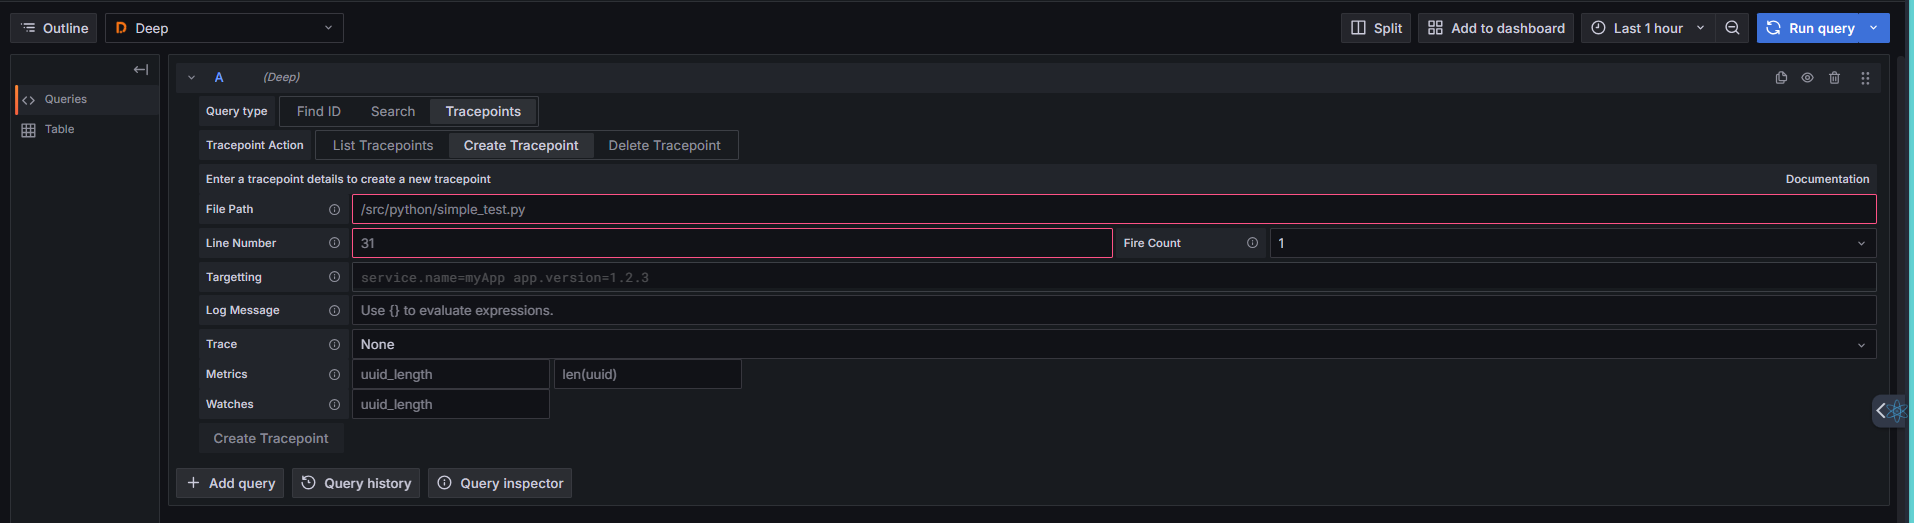 Outline Deep Split Add to dashboard Last 1 hour Run query
A (Deep)
Queries
Table
Query type Find ID Search Tracepoints
Tracepoint Action List Tracepoints Create Tracepoint Delete Tracepoint
Enter a tracepoint details to create a new tracepoint Documentation
File Path /src/python/simple_test.py
Line Number 31 Fire Count 1
Targetting service.name=myApp app.version=1.2.3
Log Message Use {} to evaluate expressions.
Trace None
Metrics uuid_length len(uuid)
Watches uuid_length
Create Tracepoint
Add query Query history Query inspector